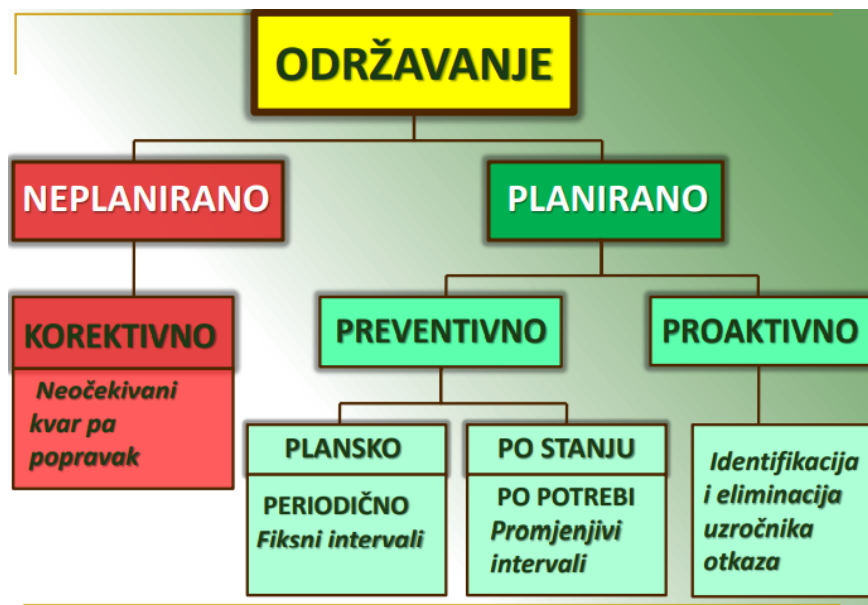 ODRŽAVANJE
NEPLANIRANO
PLANIRANO
KOREKTIVNO
Neočekivani
kvar pa
popravak
PREVENTIVNO
PROAKTIVNO
PLANSKO
PERIODIČNO
Fiksni intervali
PO STANJU
PO POTREBI
Promjenjivi
intervali
Identifikacija
i eliminacija
uzročnika
otkaza